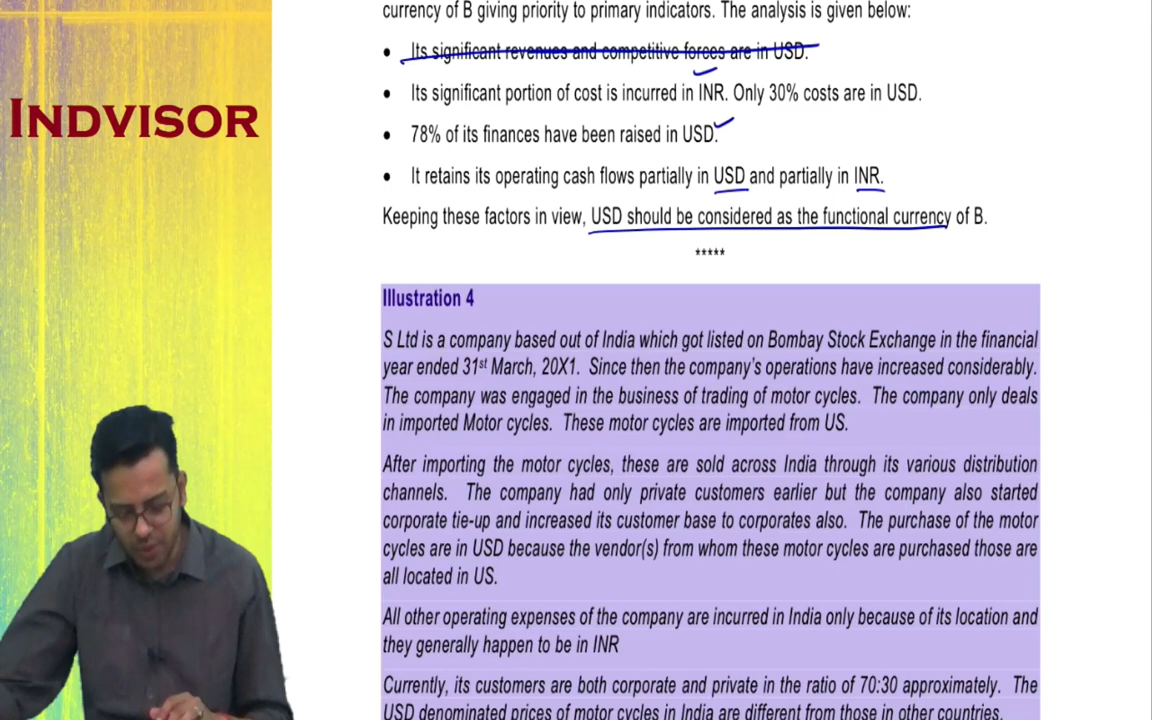 INDVISOR
currency of B giving priority to primary indicators. The analysis is given below:
• Its significant revenues and competitive forces are in USD.
• Its significant portion of cost is incurred in INR. Only 30% costs are in USD.
• 78% of its finances have been raised in USD.
• It retains its operating cash flows partially in USD and partially in INR.
Keeping these factors in view, USD should be considered as the functional currency of B.
*****
Illustration 4
S Ltd is a company based out of India which got listed on Bombay Stock Exchange in the financial
year ended 31st March, 20X1. Since then the company's operations have increased considerably.
The company was engaged in the business of trading of motor cycles. The company only deals
in imported Motor cycles. These motor cycles are imported from US.
After importing the motor cycles, these are sold across India through its various distribution
channels. The company had only private customers earlier but the company also started
corporate tie-up and increased its customer base to corporates also. The purchase of the motor
cycles are in USD because the vendor(s) from whom these motor cycles are purchased those are
all located in US.
All other operating expenses of the company are incurred in India only because of its location and
they generally happen to be in INR
Currently, its customers are both corporate and private in the ratio of 70:30 approximately. The
USD denominated prices of motor cycles in India are different from those in other countries.